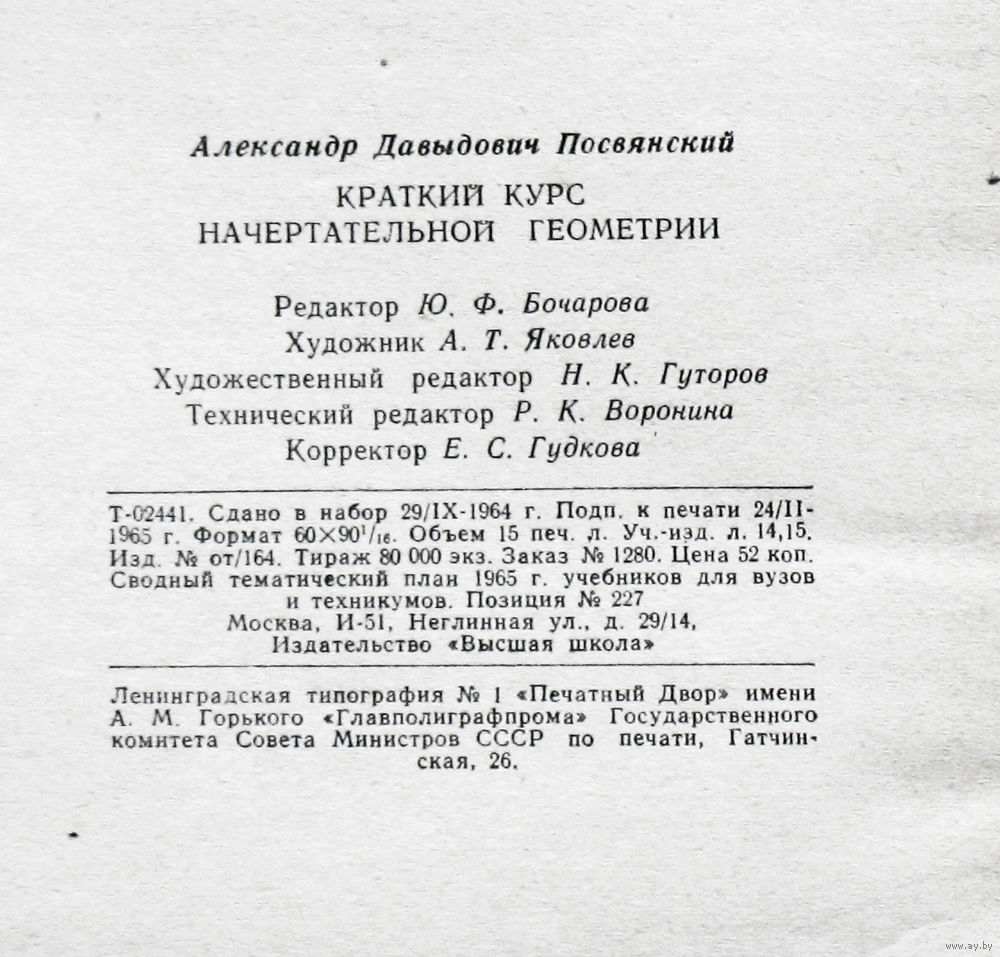 Александр Давыдович Посвянский
КРАТКИЙ КУРС
НАЧЕРТАТЕЛЬНОЙ ГЕОМЕТРИИ
Редактор Ю. Ф. Бочарова
Художник А. Т. Яковлев
Художественный редактор Н. К. Гуторов
Технический редактор Р. К. Воронина
Корректор Е. С. Гудкова
Т-02441. Сдано в набор 29/IX-1964 г. Подп. к печати 24/II-
1965 г. Формат 60×90¹/₁₆. Объем 15 печ. л. Уч.-изд. л. 14,15.
Изд. № от/164. Тираж 80 000 экз. Заказ № 1280. Цена 52 коп.
Сводный тематический план 1965 г. учебников для вузов
и техникумов. Позиция № 227
Москва, И-51, Неглинная ул., д. 29/14,
Издательство «Высшая школа»
Ленинградская типография № 1 «Печатный Двор» имени
А. М. Горького «Главполиграфпрома» Государственного
комитета Совета Министров СССР по печати, Гатчин-
ская, 26.
www.ay.by